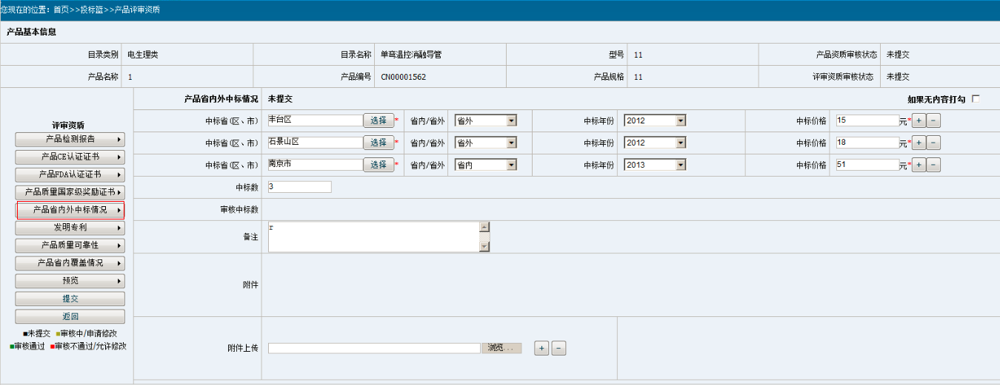 您现在的位置：首页>>投标篮>>产品评审资质
产品基本信息
目录类别 电生理类 目录名称 单弯温控消融导管 型号 11 产品资质审核状态 未提交
产品名称 1 产品编号 CN00001562 产品规格 11 评审资质审核状态 未提交
产品省内外中标情况 未提交 如果无内容打勾
中标省(区、市) 丰台区 选择 * 省内/省外 省外 中标年份 2012 中标价格 15 元* + -
中标省(区、市) 石景山区 选择 * 省内/省外 省外 中标年份 2012 中标价格 18 元* + -
中标省(区、市) 南京市 选择 * 省内/省外 省内 中标年份 2013 中标价格 51 元* + -
中标数 3
审核中标数
备注 r
附件
附件上传 浏览... + -
评审资质
产品检测报告
产品CE认证证书
产品FDA认证证书
产品质量国家级奖励证书
产品省内外中标情况
发明专利
产品质量可靠性
产品省内覆盖情况
预览
提交
返回
■未提交 ■审核中/申请修改
■审核通过 ■审核不通过/允许修改